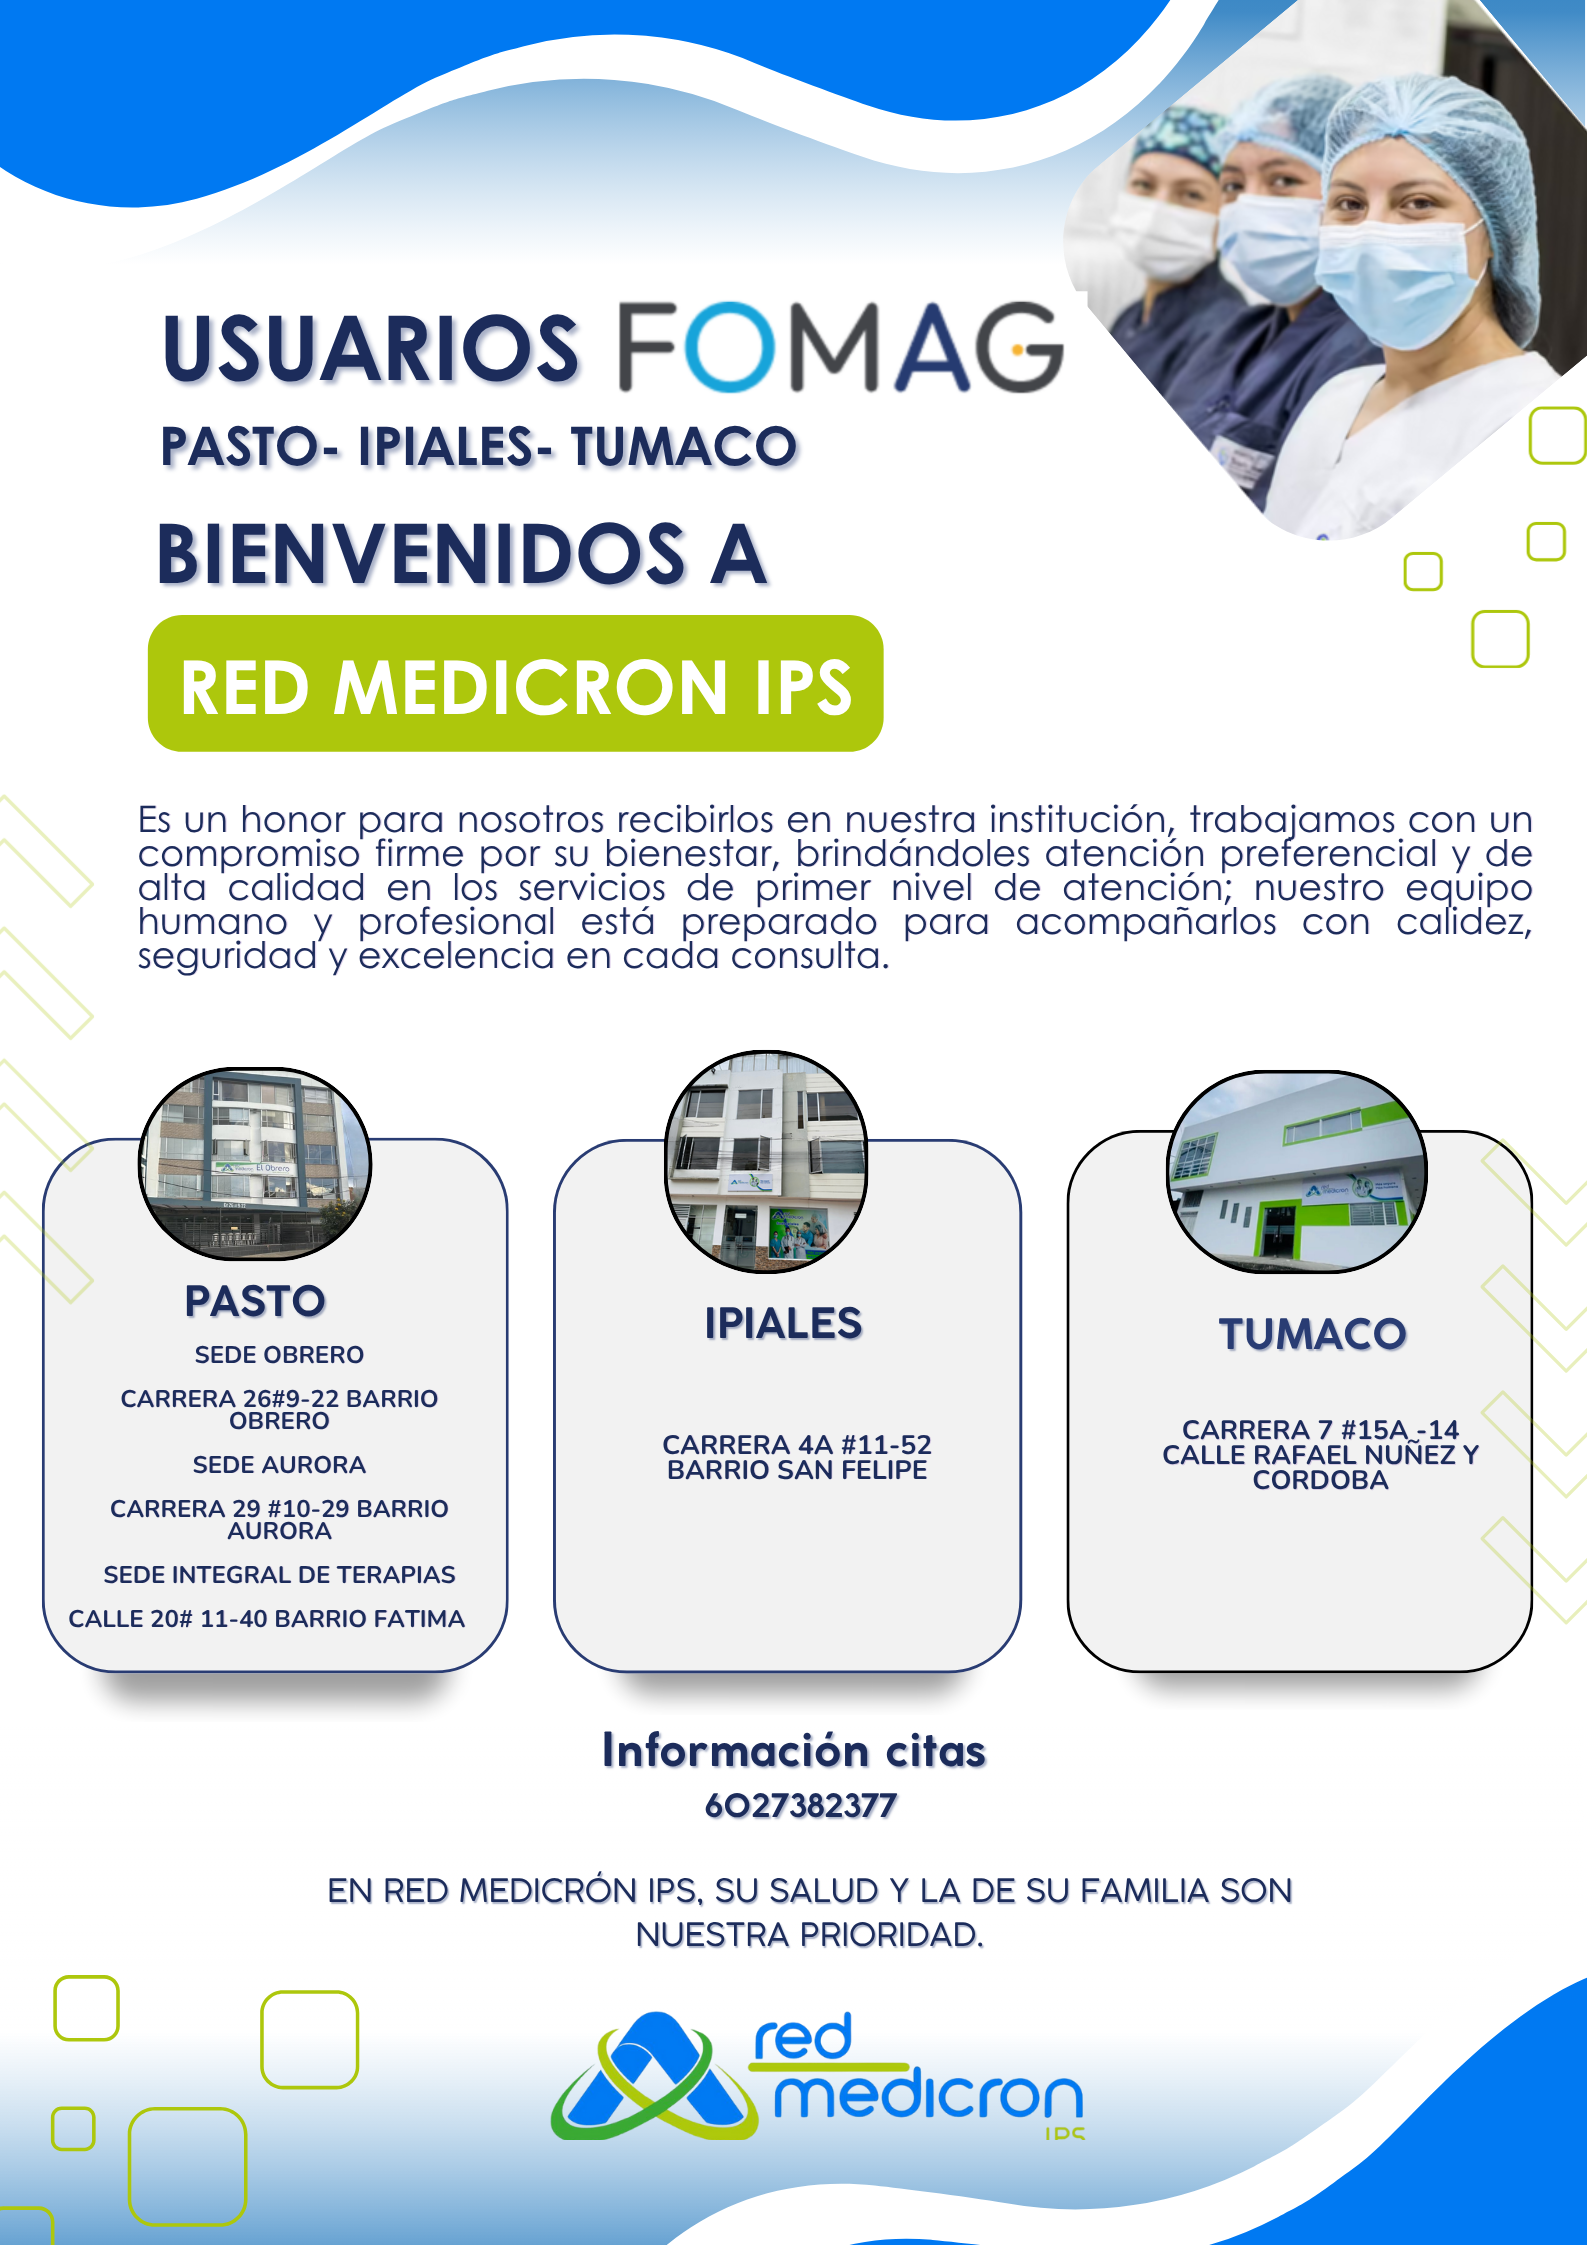 USUARIOS FOMAG
PASTO- IPIALES- TUMACO
BIENVENIDOS A
RED MEDICRON IPS
Es un honor para nosotros recibirlos en nuestra institución, trabajamos con un
compromiso firme por su bienestar, brindándoles atención preferencial y de
alta calidad en los servicios de primer nivel de atención; nuestro equipo
humano y profesional está preparado para acompañarlos con calidez,
seguridad y excelencia en cada consulta.
El Obrero
PASTO
SEDE OBRERO
CARRERA 26#9-22 BARRIO
OBRERO
SEDE AURORA
CARRERA 29 #10-29 BARRIO
AURORA
SEDE INTEGRAL DE TERAPIAS
CALLE 20# 11-40 BARRIO FATIMA
IPIALES
CARRERA 4A #11-52
BARRIO SAN FELIPE
red
medicron
TUMACO
CARRERA 7 #15A -14
CALLE RAFAEL NUÑEZ Y
CORDOBA
Información citas
6027382377
EN RED MEDICRÓN IPS, SU SALUD Y LA DE SU FAMILIA SON
NUESTRA PRIORIDAD.
red
medicron
IPS